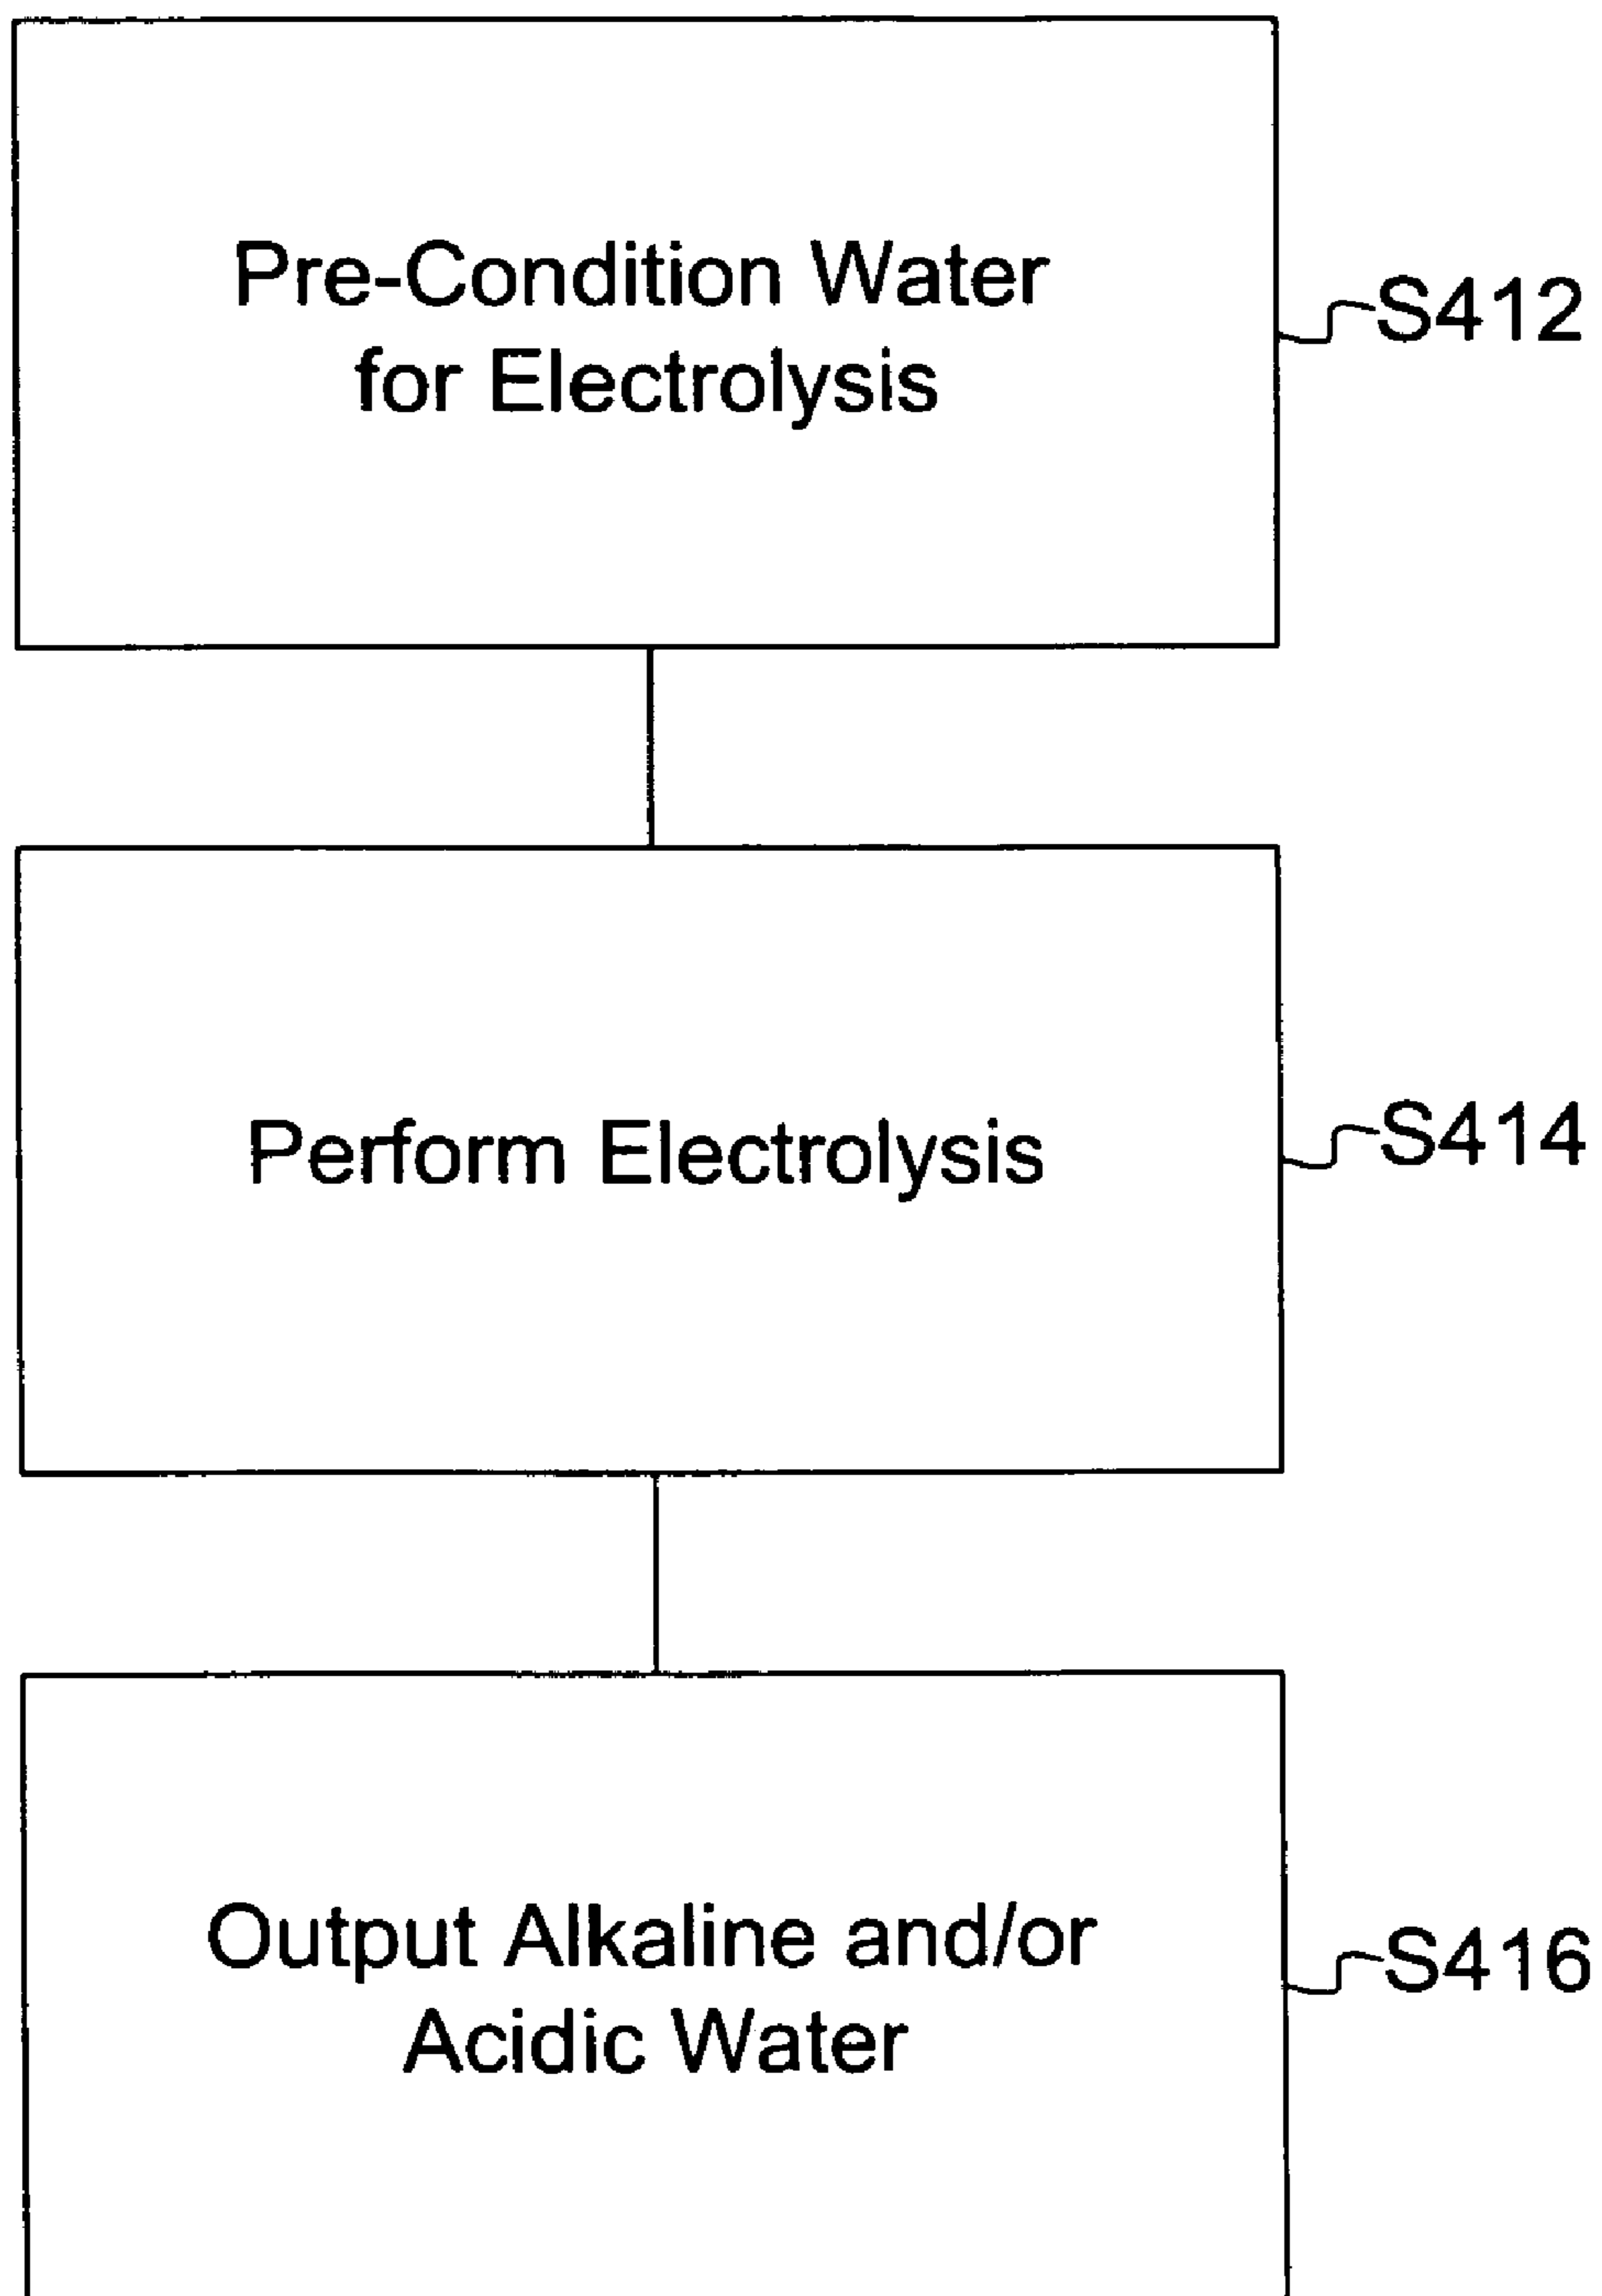 Pre-Condition Water
for Electrolysis
S412
Perform Electrolysis
S414
Output Alkaline and/or
Acidic Water
S416